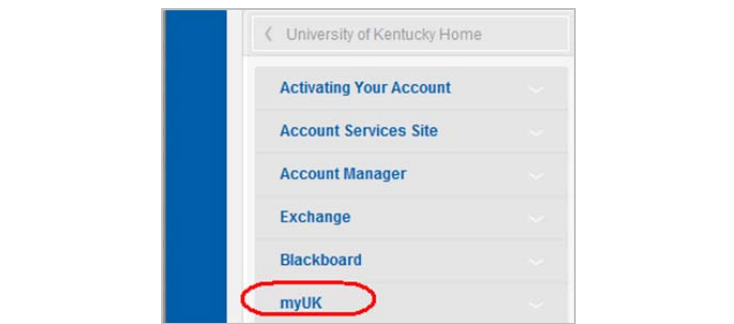 University of Kentucky Home
Activating Your Account
Account Services Site
Account Manager
Exchange
Blackboard
myUK